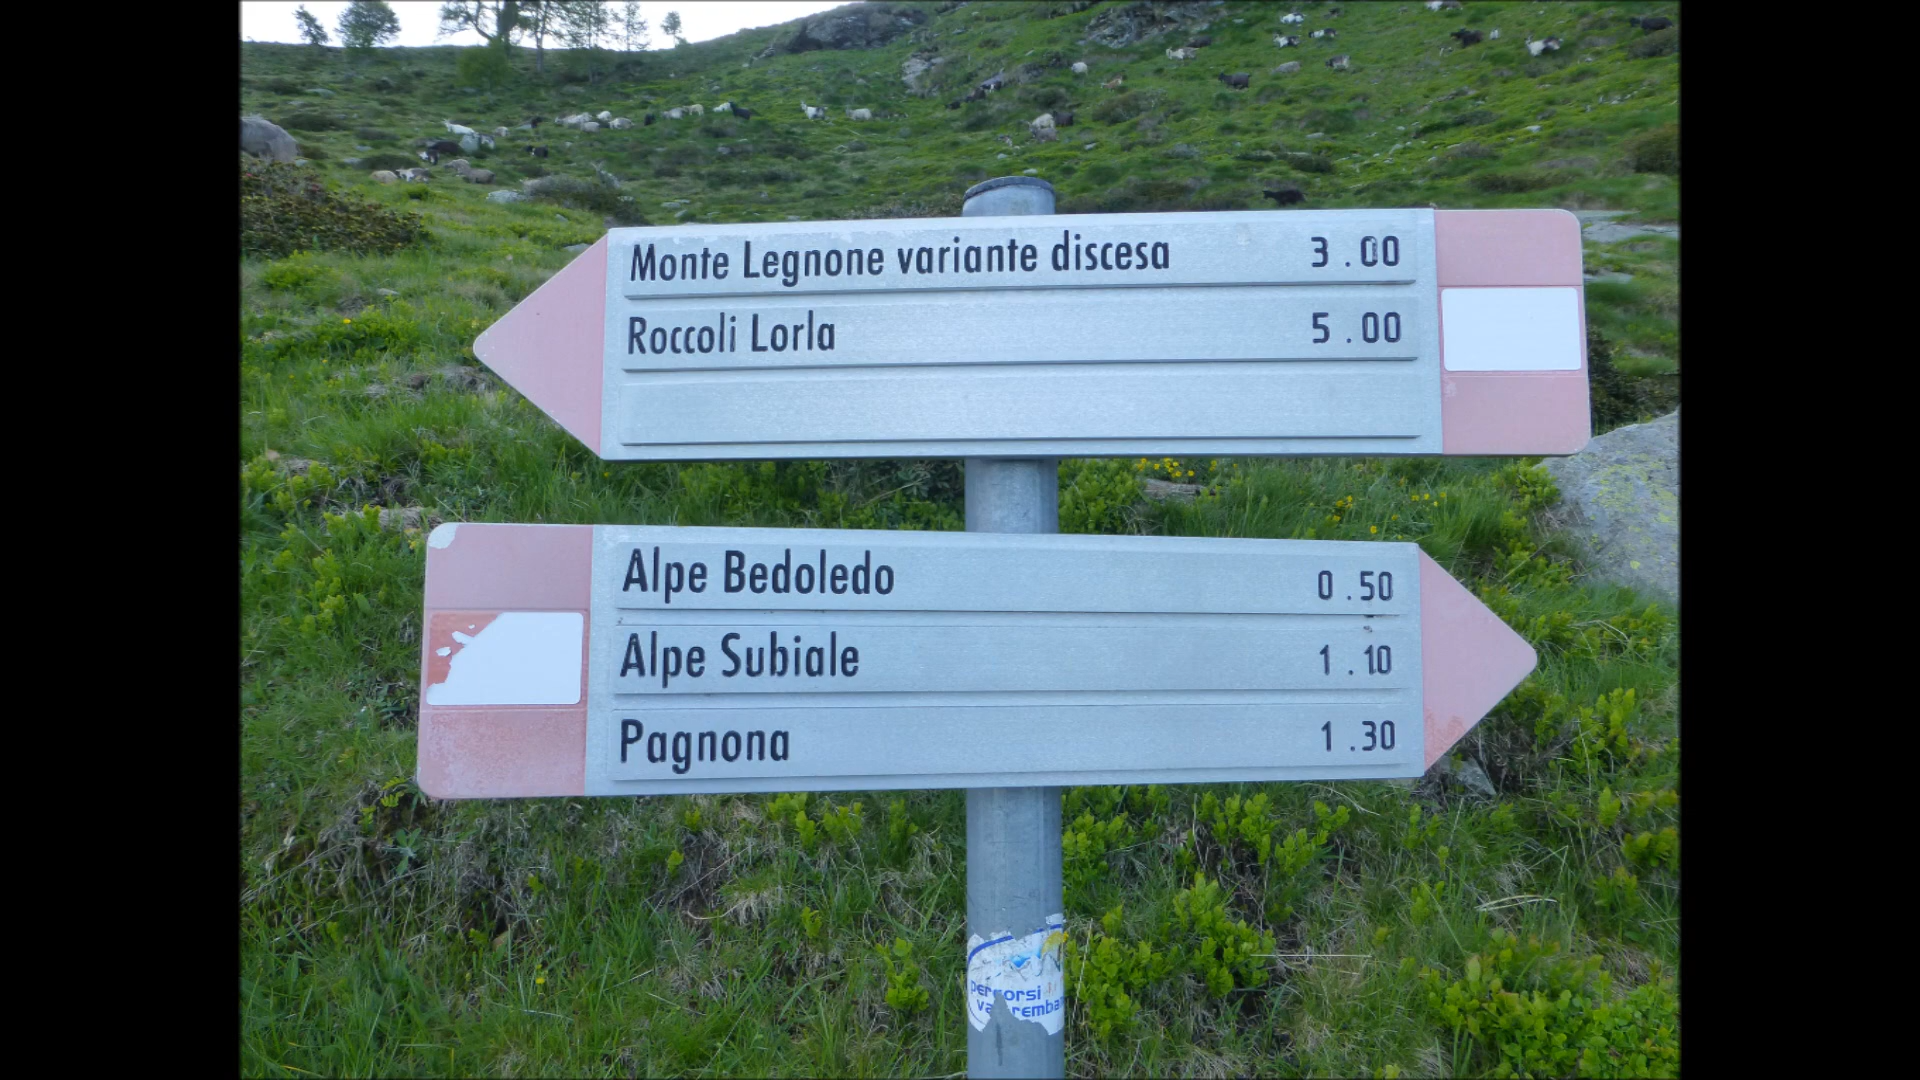 Monte Legnone variante discesa 3.00
Roccoli Lorla 5.00
Alpe Bedoledo 0.50
Alpe Subiale 1.10
Pagnona 1.30
percorsi